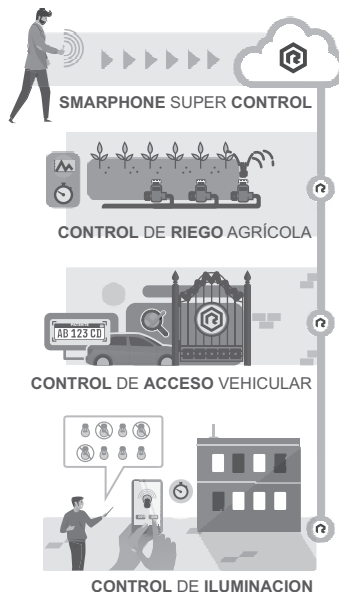 SMARPHONE SUPER CONTROL
CONTROL DE RIEGO AGRÍCOLA
AB 123 CD
CONTROL DE ACCESO VEHICULAR
CONTROL DE ILUMINACION